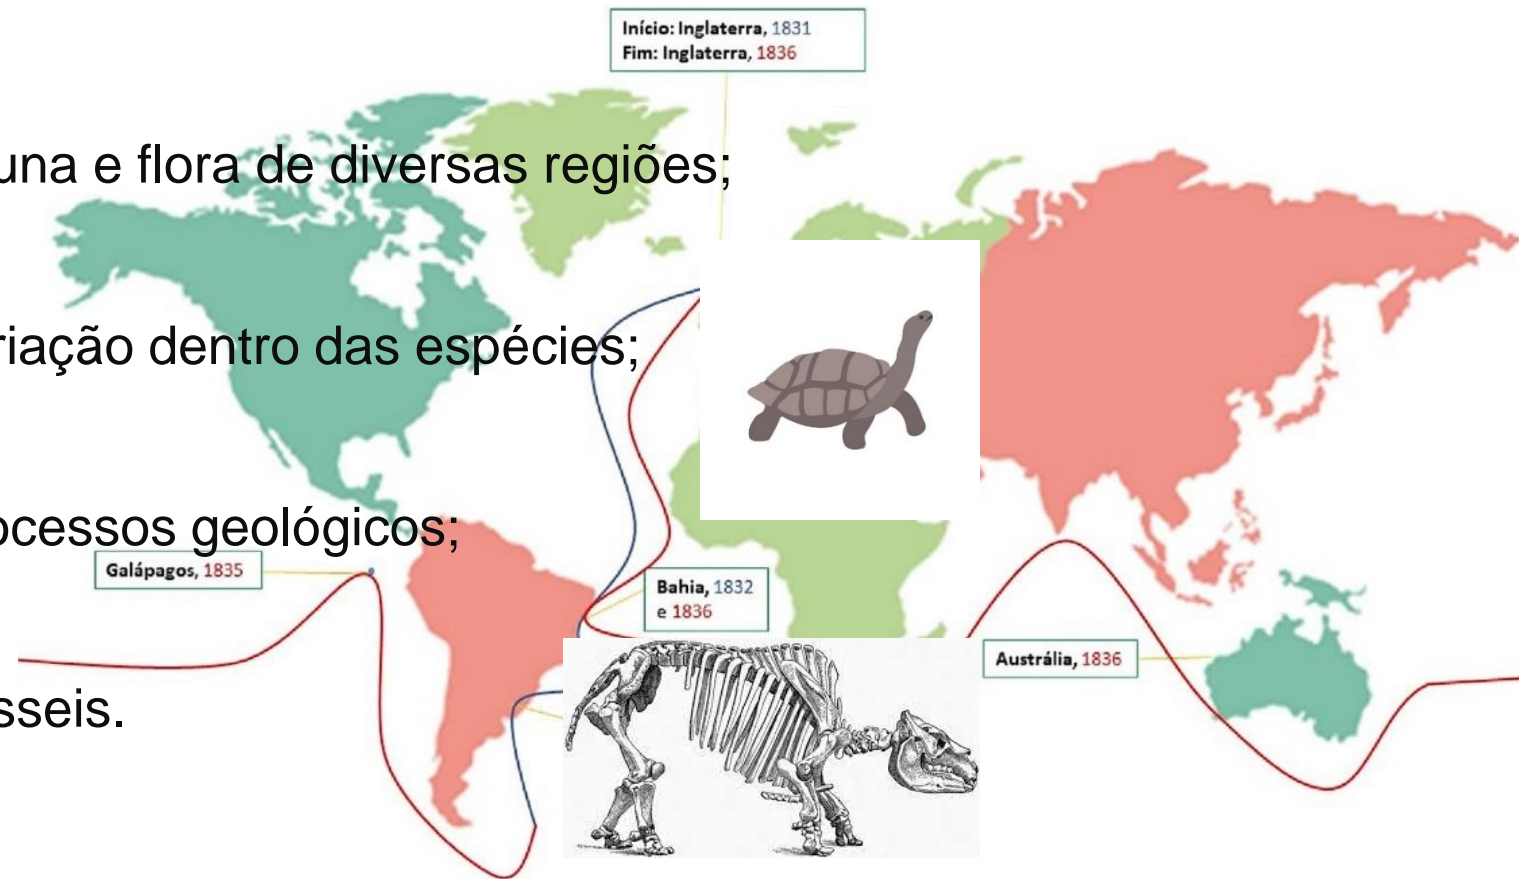 Início: Inglaterra, 1831
Fim: Inglaterra, 1836
una e flora de diversas regiões;
riação dentro das espécies;
ocessos geológicos;
Galápagos, 1835
Bahia, 1832
e 1836
Austrália, 1836
sseis.